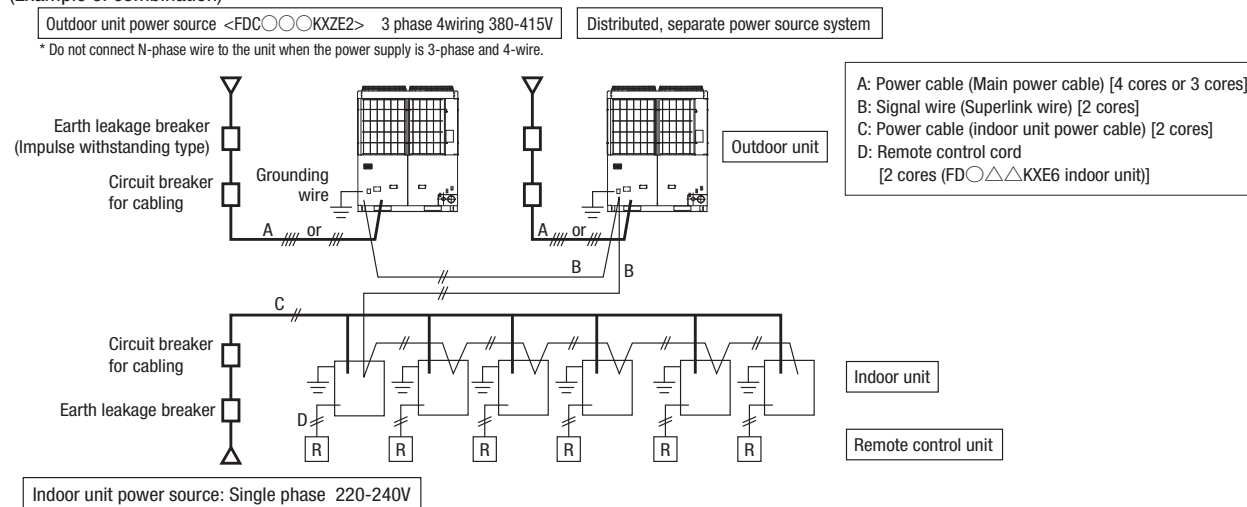 Outdoor unit power source <FDC○○○KXZE2> 3 phase 4wiring 380-415V
Distributed, separate power source system
* Do not connect N-phase wire to the unit when the power supply is 3-phase and 4-wire.
A: Power cable (Main power cable) [4 cores or 3 cores]
B: Signal wire (Superlink wire) [2 cores]
C: Power cable (indoor unit power cable) [2 cores]
D: Remote control cord
[2 cores (FD○△△KXE6 indoor unit)]
Earth leakage breaker
(Impulse withstanding type)
Circuit breaker
for cabling
Grounding
wire
Outdoor unit
A or
A or
B
B
C
Circuit breaker
for cabling
Earth leakage breaker
Indoor unit
D
R R R R R R
Remote control unit
Indoor unit power source: Single phase 220-240V